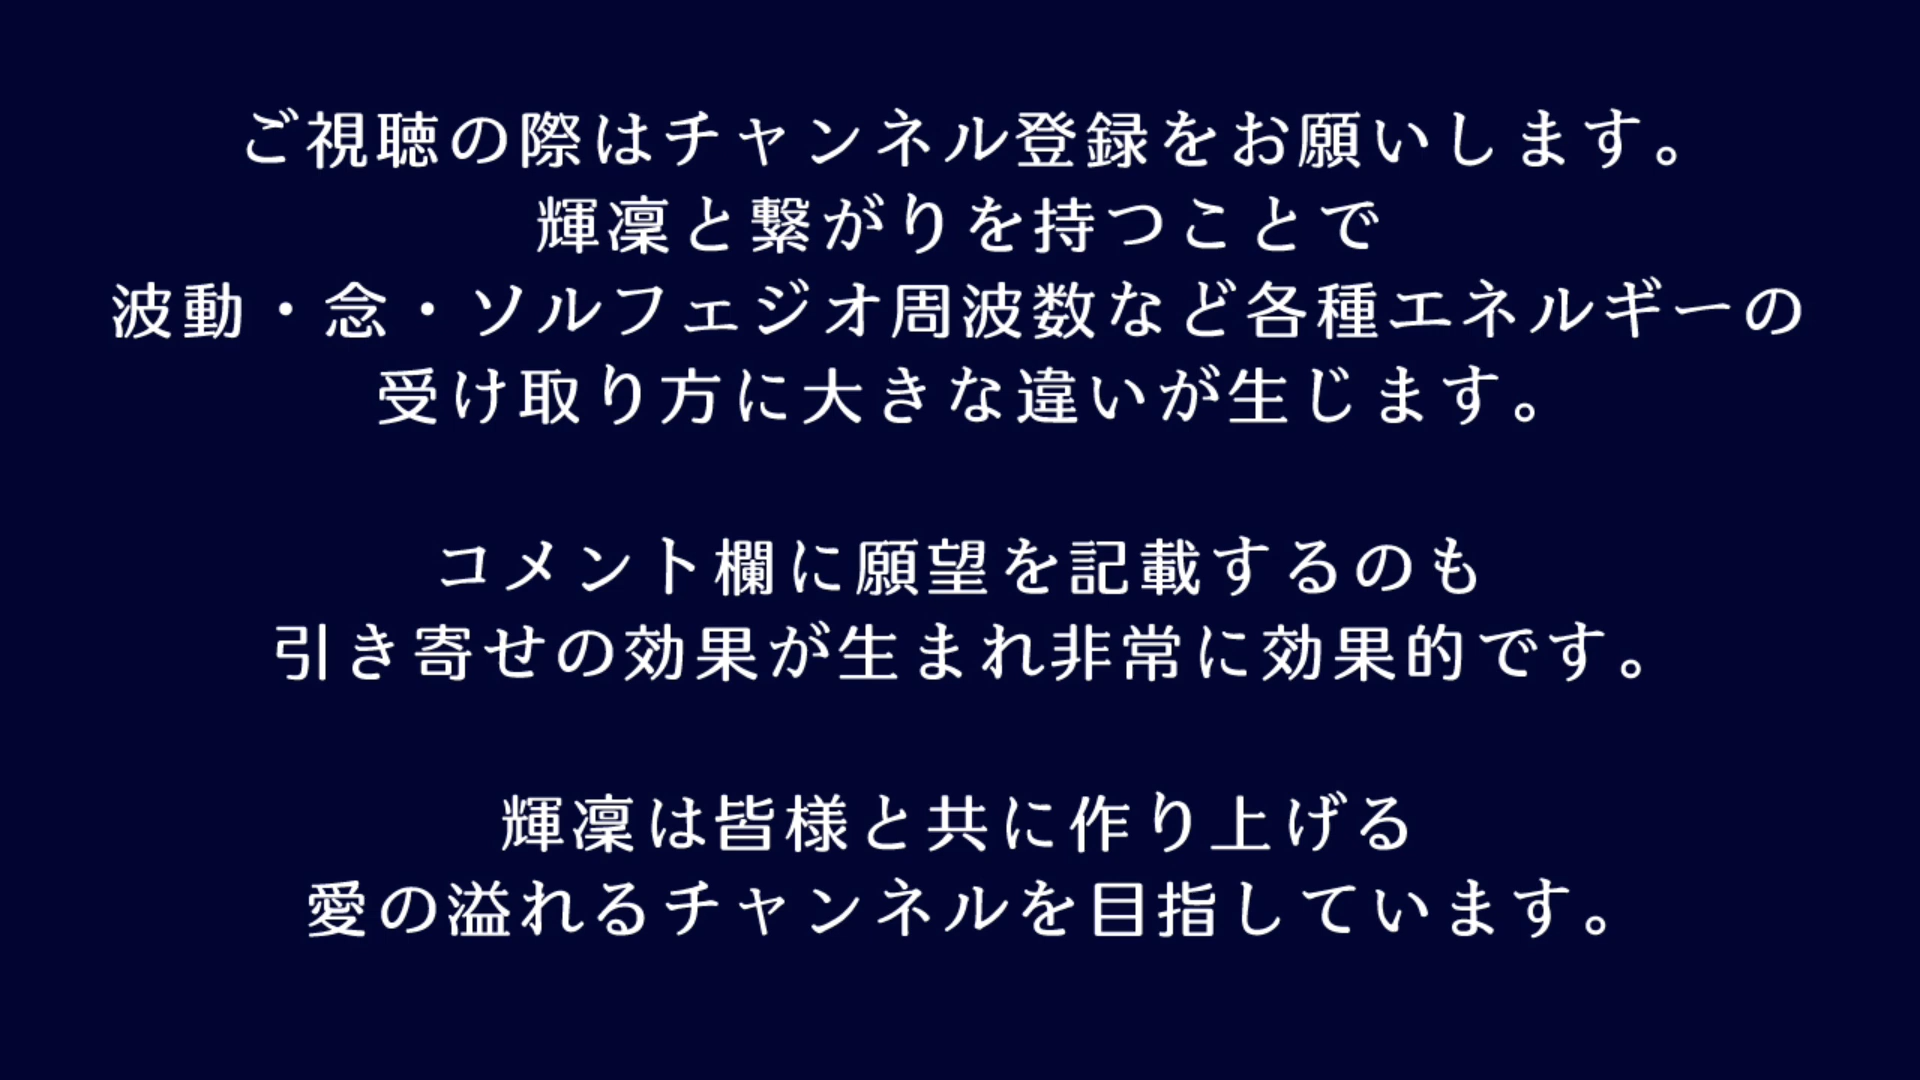 ご視聴の際はチャンネル登録をお願いします。
輝凜と繋がりを持つことで
波動・念・ソルフェジオ周波数など各種エネルギーの
受け取り方に大きな違いが生じます。
コメント欄に願望を記載するのも
引き寄せの効果が生まれ非常に効果的です。
輝凜は皆様と共に作り上げる
愛の溢れるチャンネルを目指しています。